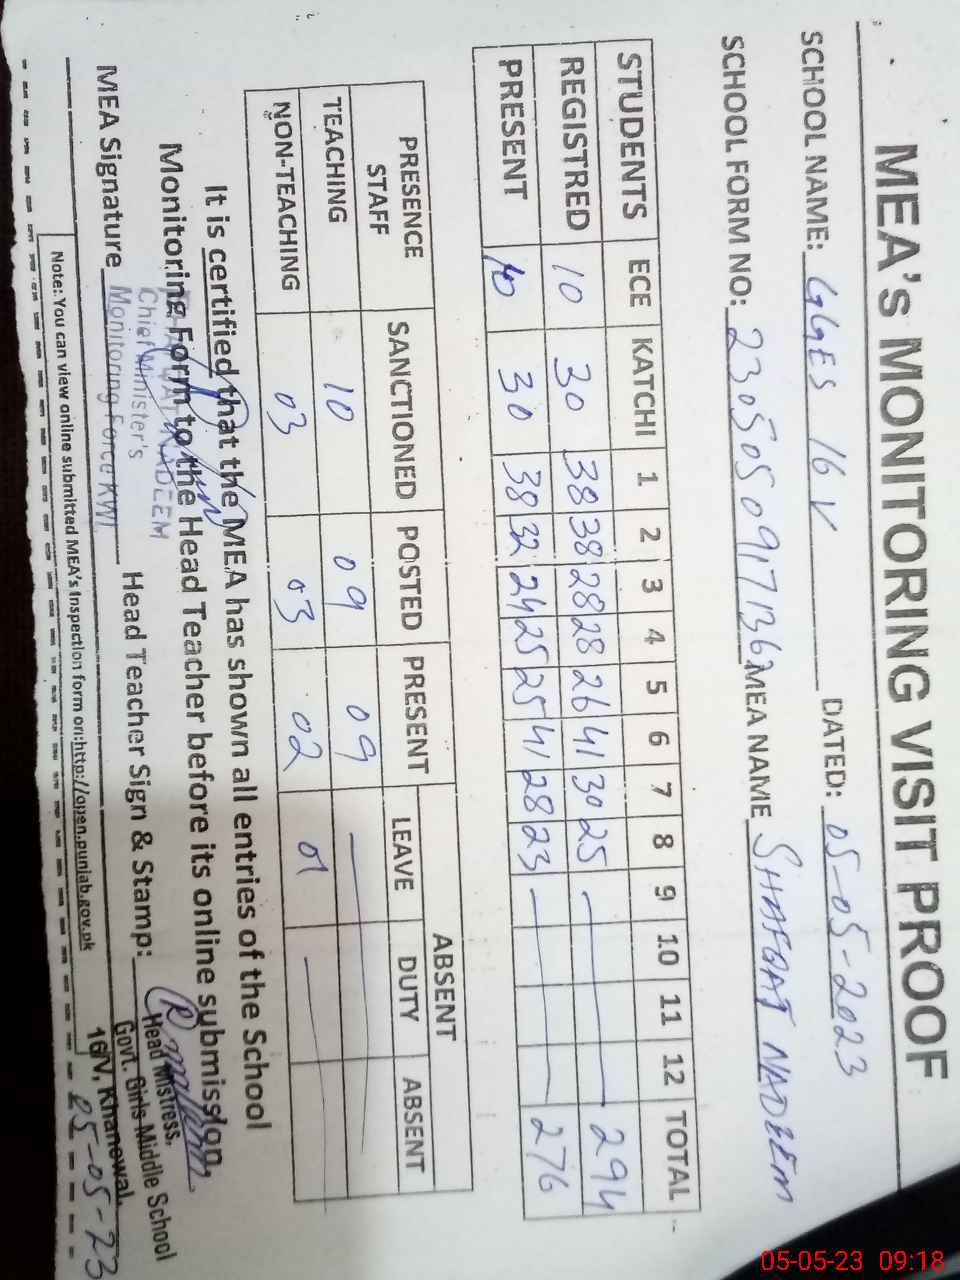 MEA's MONITORING VISIT PROOF
SCHOOL NAME: GGES 16 V DATED: 05-05-2023
SCHOOL FORM NO: 23050509,7136 MEA NAME SHAFQAT NADEEM
STUDENTS ECE KATCHI 1 2 3 4 5 6 7 8 9 10 11 12 TOTAL
REGISTRED 10 30 38 38 28 28 26 41 30 25 — 294
PRESENT 10 30 38 32 24 25 25 41 28 23 — 276
PRESENCE STAFF SANCTIONED POSTED PRESENT ABSENT
LEAVE DUTY ABSENT
TEACHING 10 09 09 —
NON-TEACHING 03 03 02 01 —
It is certified that the MEA has shown all entries of the School
Monitoring Form to the Head Teacher before its online submission.
SHAFQAT NADEEM
Chief Minister's
Monitoring Force KWL
MEA Signature Head Teacher Sign & Stamp:
Head Mistress,
Govt. Girls Middle School
16/V, Khanewal.
05-05-23
Note: You can view online submitted MEA's Inspection form on:http://open.punjab.gov.pk
05-05-23 09:18